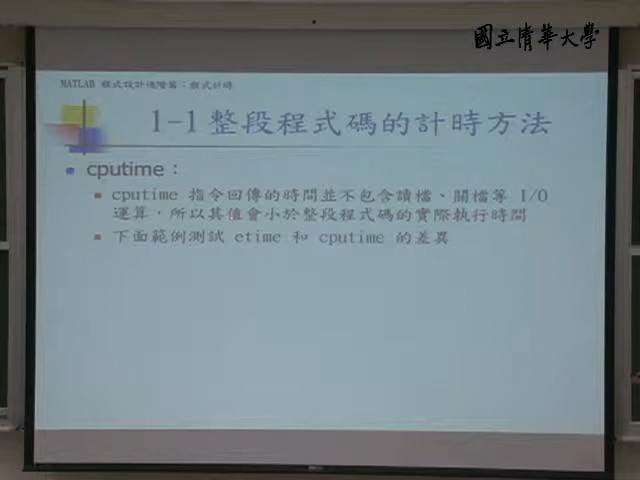 國立清華大學
MATLAB 程式設計進階篇：程式計時
1-1 整段程式碼的計時方法
cputime：
cputime 指令回傳的時間並不包含讀檔、關檔等 I/O
運算，所以其值會小於整段程式碼的實際執行時間
下面範例測試 etime 和 cputime 的差異